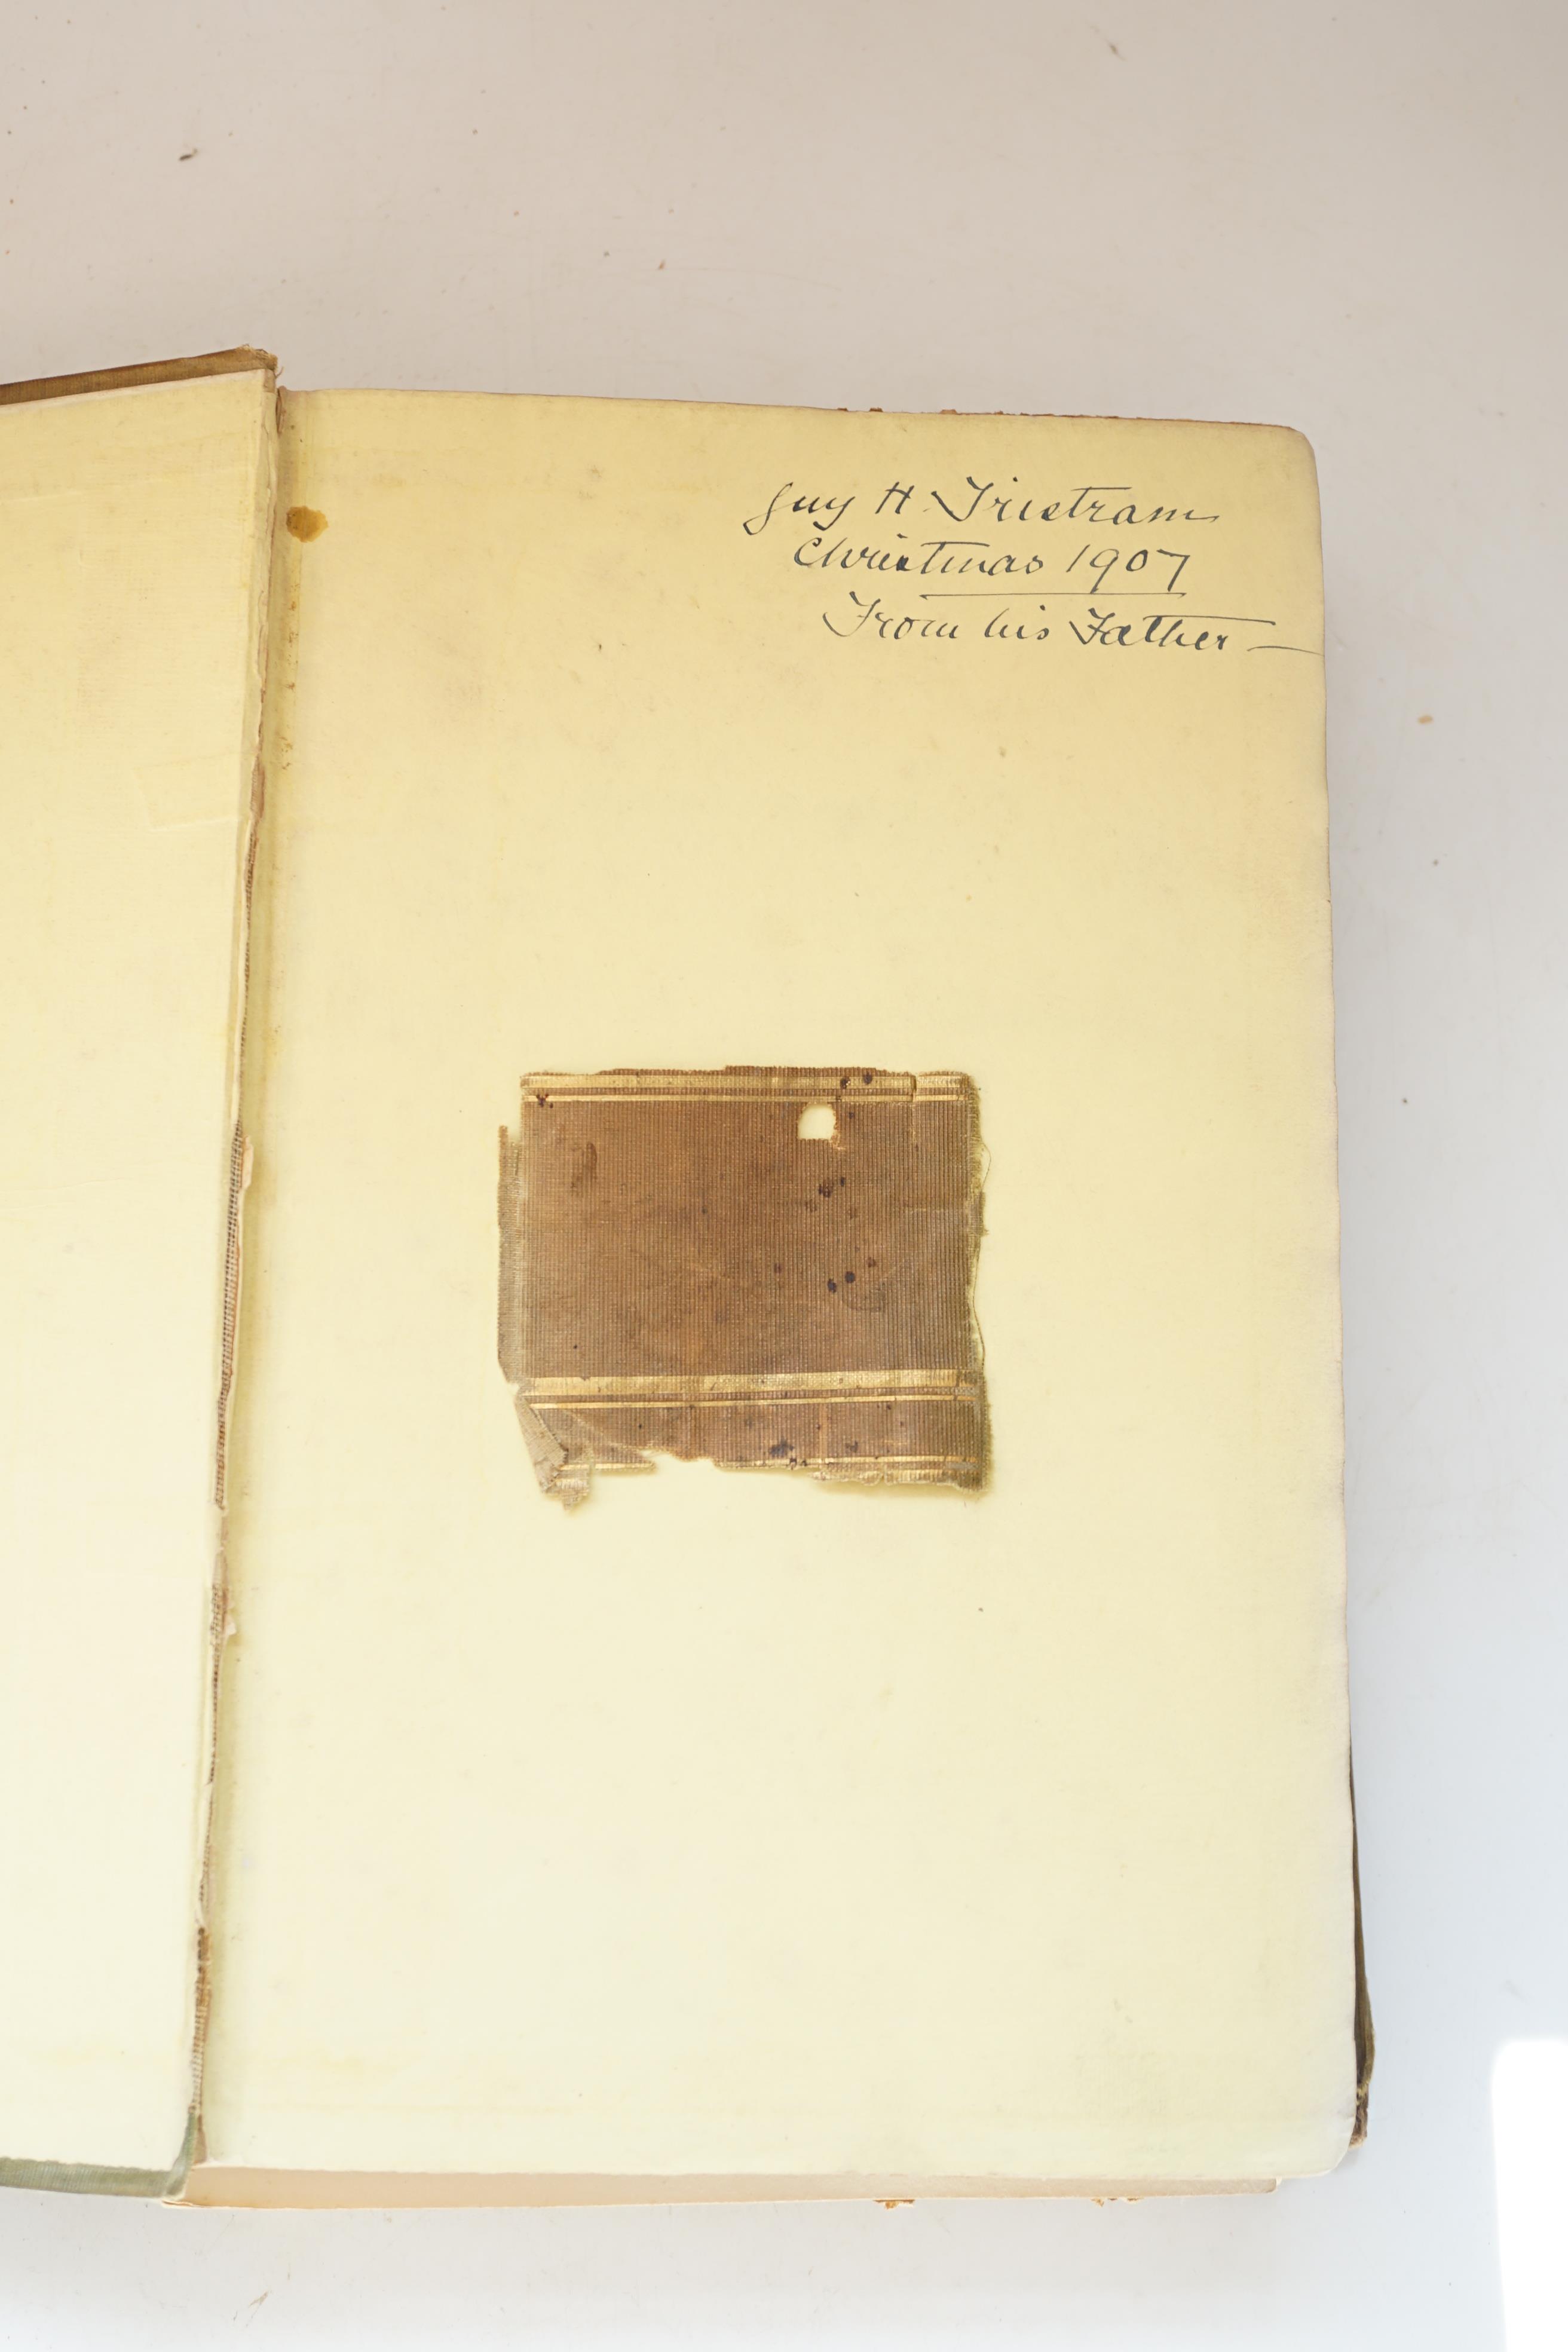 Guy H Tristram
Christmas 1907
From his Father —